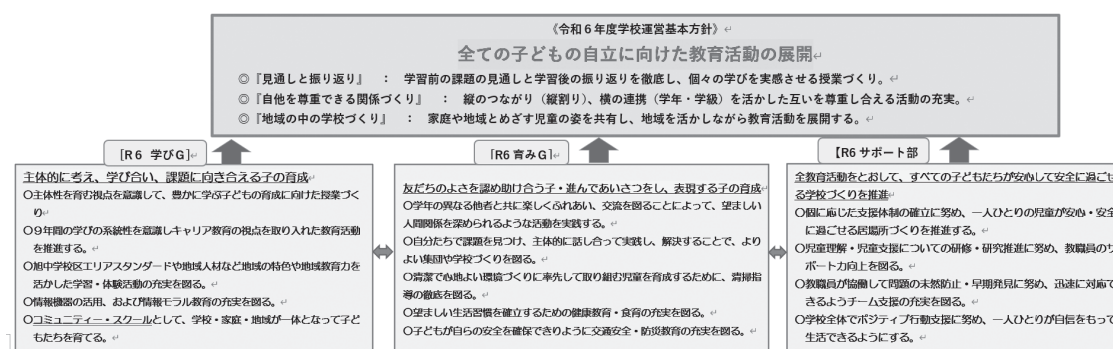 《令和6年度学校運営基本方針》
全ての子どもの自立に向けた教育活動の展開
◎『見通しと振り返り』 ： 学習前の課題の見通しと学習後の振り返りを徹底し、個々の学びを実感させる授業づくり。
◎『自他を尊重できる関係づくり』 ： 縦のつながり（縦割り）、横の連携（学年・学級）を活かした互いを尊重し合える活動の充実。
◎『地域の中の学校づくり』 ： 家庭や地域とめざす児童の姿を共有し、地域を活かしながら教育活動を展開する。
[R6 学びG]
主体的に考え、学び合い、課題に向き合える子の育成
○主体性を育む視点を意識して、豊かに学ぶ子どもの育成に向けた授業づく
り
○9年間の学びの系統性を意識しキャリア教育の視点を取り入れた教育活動
を推進する。
○旭中学校区エリアスタンダードや地域人材など地域の特色や地域教育力を
活かした学習・体験活動の充実を図る。
○情報機器の活用、および情報モラル教育の充実を図る。
○コミュニティー・スクールとして、学校・家庭・地域が一体となって子ど
もたちを育てる。
[R6 育みG]
友だちのよさを認め助け合う子・進んであいさつをし、表現する子の育成
○学年の異なる他者と共に楽しくふれあい、交流を図ることによって、望ましい
人間関係を深められるような活動を実践する。
○自分たちで課題を見つけ、主体的に話し合って実践し、解決することで、より
よい集団や学校づくりを図る。
○清潔で心地よい環境づくりに率先して取り組む児童を育成するために、清掃指
導の徹底を図る。
○望ましい生活習慣を確立するための健康教育・食育の充実を図る。
○子どもが自らの安全を確保できりように交通安全・防災教育の充実を図る。
【R6 サポート部
全教育活動をとおして、すべての子どもたちが安心して安全に過ごせ
る学校づくりを推進
○個に応じた支援体制の確立に努め、一人ひとりの児童が安心・安全
に過ごせる居場所づくりを推進する。
○児童理解・児童支援についての研修・研究推進に努め、教職員のサ
ポート力向上を図る。
○教職員が協働して問題の未然防止・早期発見に努め、迅速に対応で
きるようチーム支援の充実を図る。
○学校全体でポジティブ行動支援に努め、一人ひとりが自信をもって
生活できるようにする。